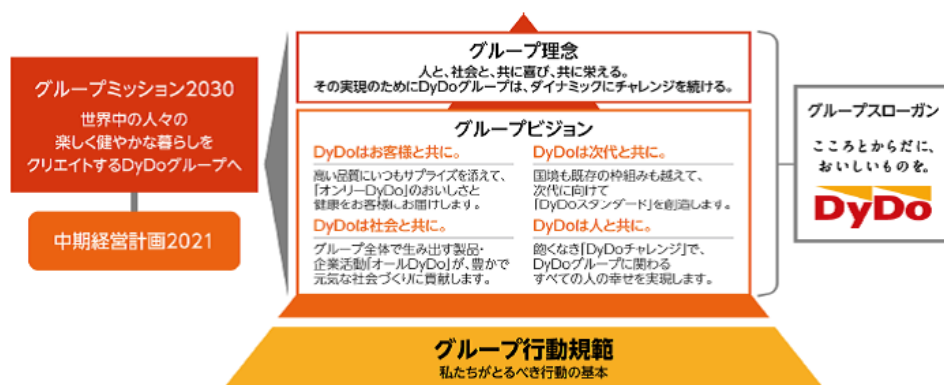 グループミッション2030
世界中の人々の
楽しく健やかな暮らしを
クリエイトするDyDoグループへ
中期経営計画2021
グループ理念
人と、社会と、共に喜び、共に栄える。
その実現のためにDyDoグループは、ダイナミックにチャレンジを続ける。
グループビジョン
DyDoはお客様と共に。
高い品質にいつもサプライズを添えて、
「オンリーDyDo」のおいしさと
健康をお客様にお届けします。
DyDoは次代と共に。
国境も既存の枠組みも越えて、
次代に向けて
「DyDoスタンダード」を創造します。
DyDoは社会と共に。
グループ全体で生み出す製品・
企業活動「オールDyDo」が、豊かで
元気な社会づくりに貢献します。
DyDoは人と共に。
飽くなき「DyDoチャレンジ」で、
DyDoグループに関わる
すべての人の幸せを実現します。
グループスローガン
こころとからだに、
おいしいものを。
DyDo
グループ行動規範
私たちがとるべき行動の基本